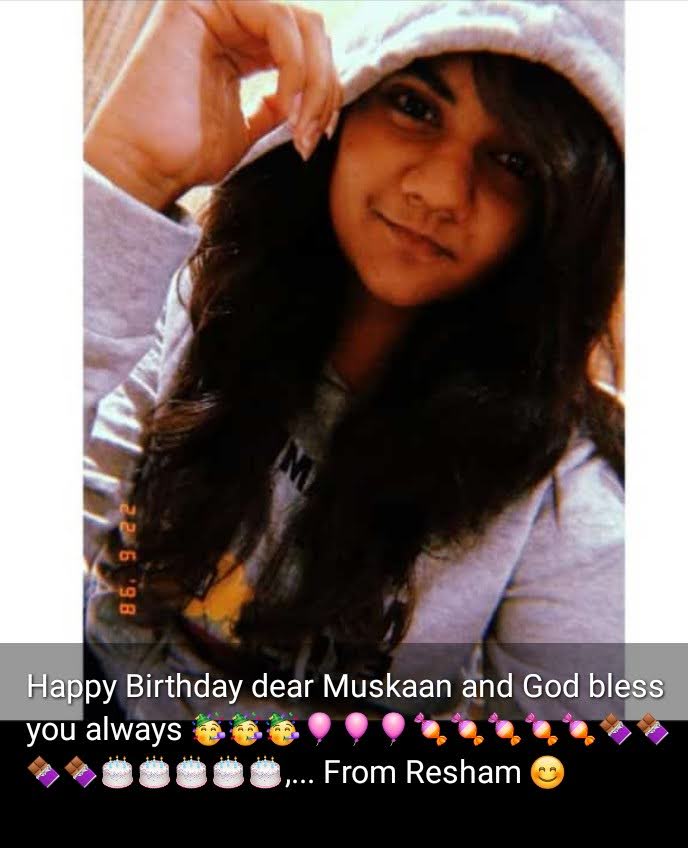 M
Happy Birthday dear Muskaan and God bless
you always 🥳🥳🥳🎈🎈🎈🍬🍬🍬🍬🍬🍫🍫
🍫🍫🎂🎂🎂🎂🎂,... From Resham 😊